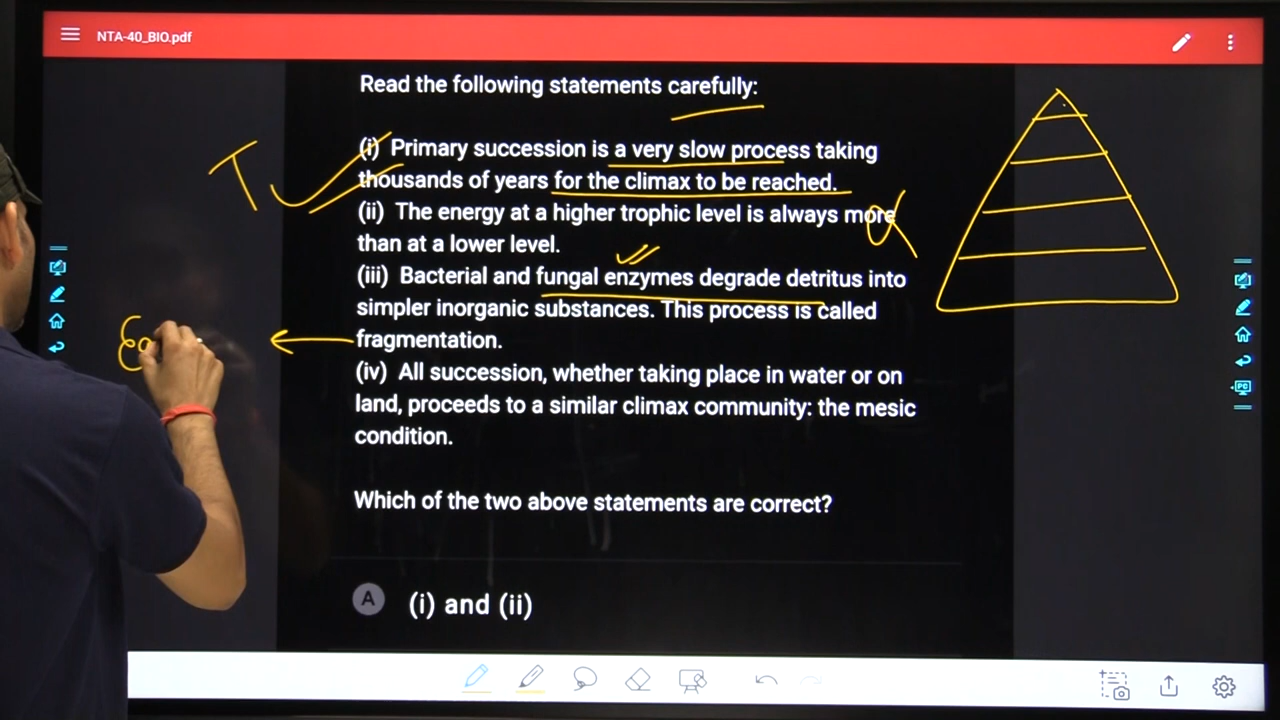 NTA-40_BIO.pdf
Read the following statements carefully:
(i) Primary succession is a very slow process taking
thousands of years for the climax to be reached.
T
(ii) The energy at a higher trophic level is always more
than at a lower level.
(iii) Bacterial and fungal enzymes degrade detritus into
simpler inorganic substances. This process is called
fragmentation.
(iv) All succession, whether taking place in water or on
land, proceeds to a similar climax community: the mesic
condition.
Which of the two above statements are correct?
A (i) and (ii)
PC